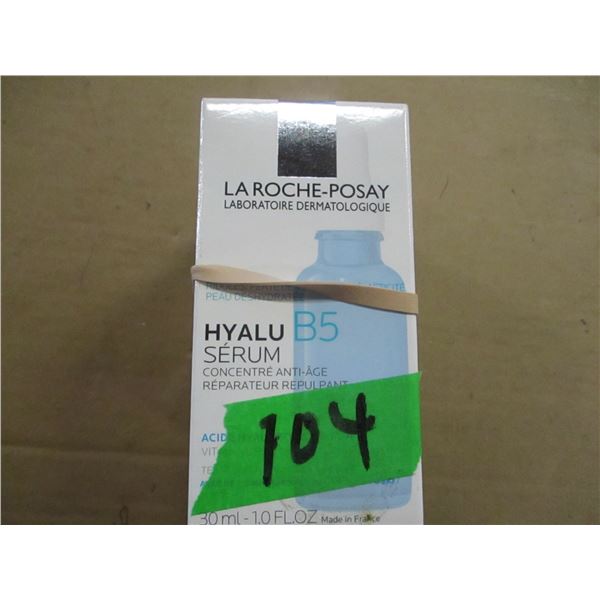 LA ROCHE-POSAY
LABORATOIRE DERMATOLOGIQUE
PEAU DÉSHYDRATÉE
HYALU B5
SÉRUM
CONCENTRÉ ANTI-ÂGE
RÉPARATEUR REPULPANT
104
30 ml - 1.0 FL.OZ Made in France